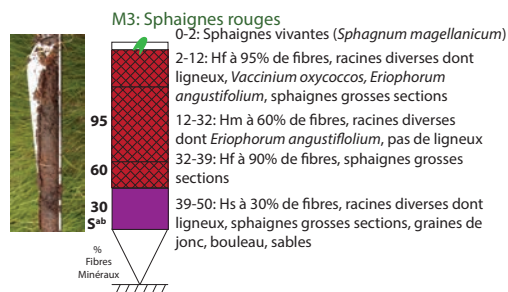 M3: Sphaignes rouges
0-2: Sphaignes vivantes (Sphagnum magellanicum)
2-12: Hf à 95% de fibres, racines diverses dont
ligneux, Vaccinium oxycoccos, Eriophorum
angustifolium, sphaignes grosses sections
95
12-32: Hm à 60% de fibres, racines diverses
dont Eriophorum angustiflolium, pas de ligneux
60
32-39: Hf à 90% de fibres, sphaignes grosses
sections
30
Sab
39-50: Hs à 30% de fibres, racines diverses dont
ligneux, sphaignes grosses sections, graines de
jonc, bouleau, sables
%
Fibres
Minéraux